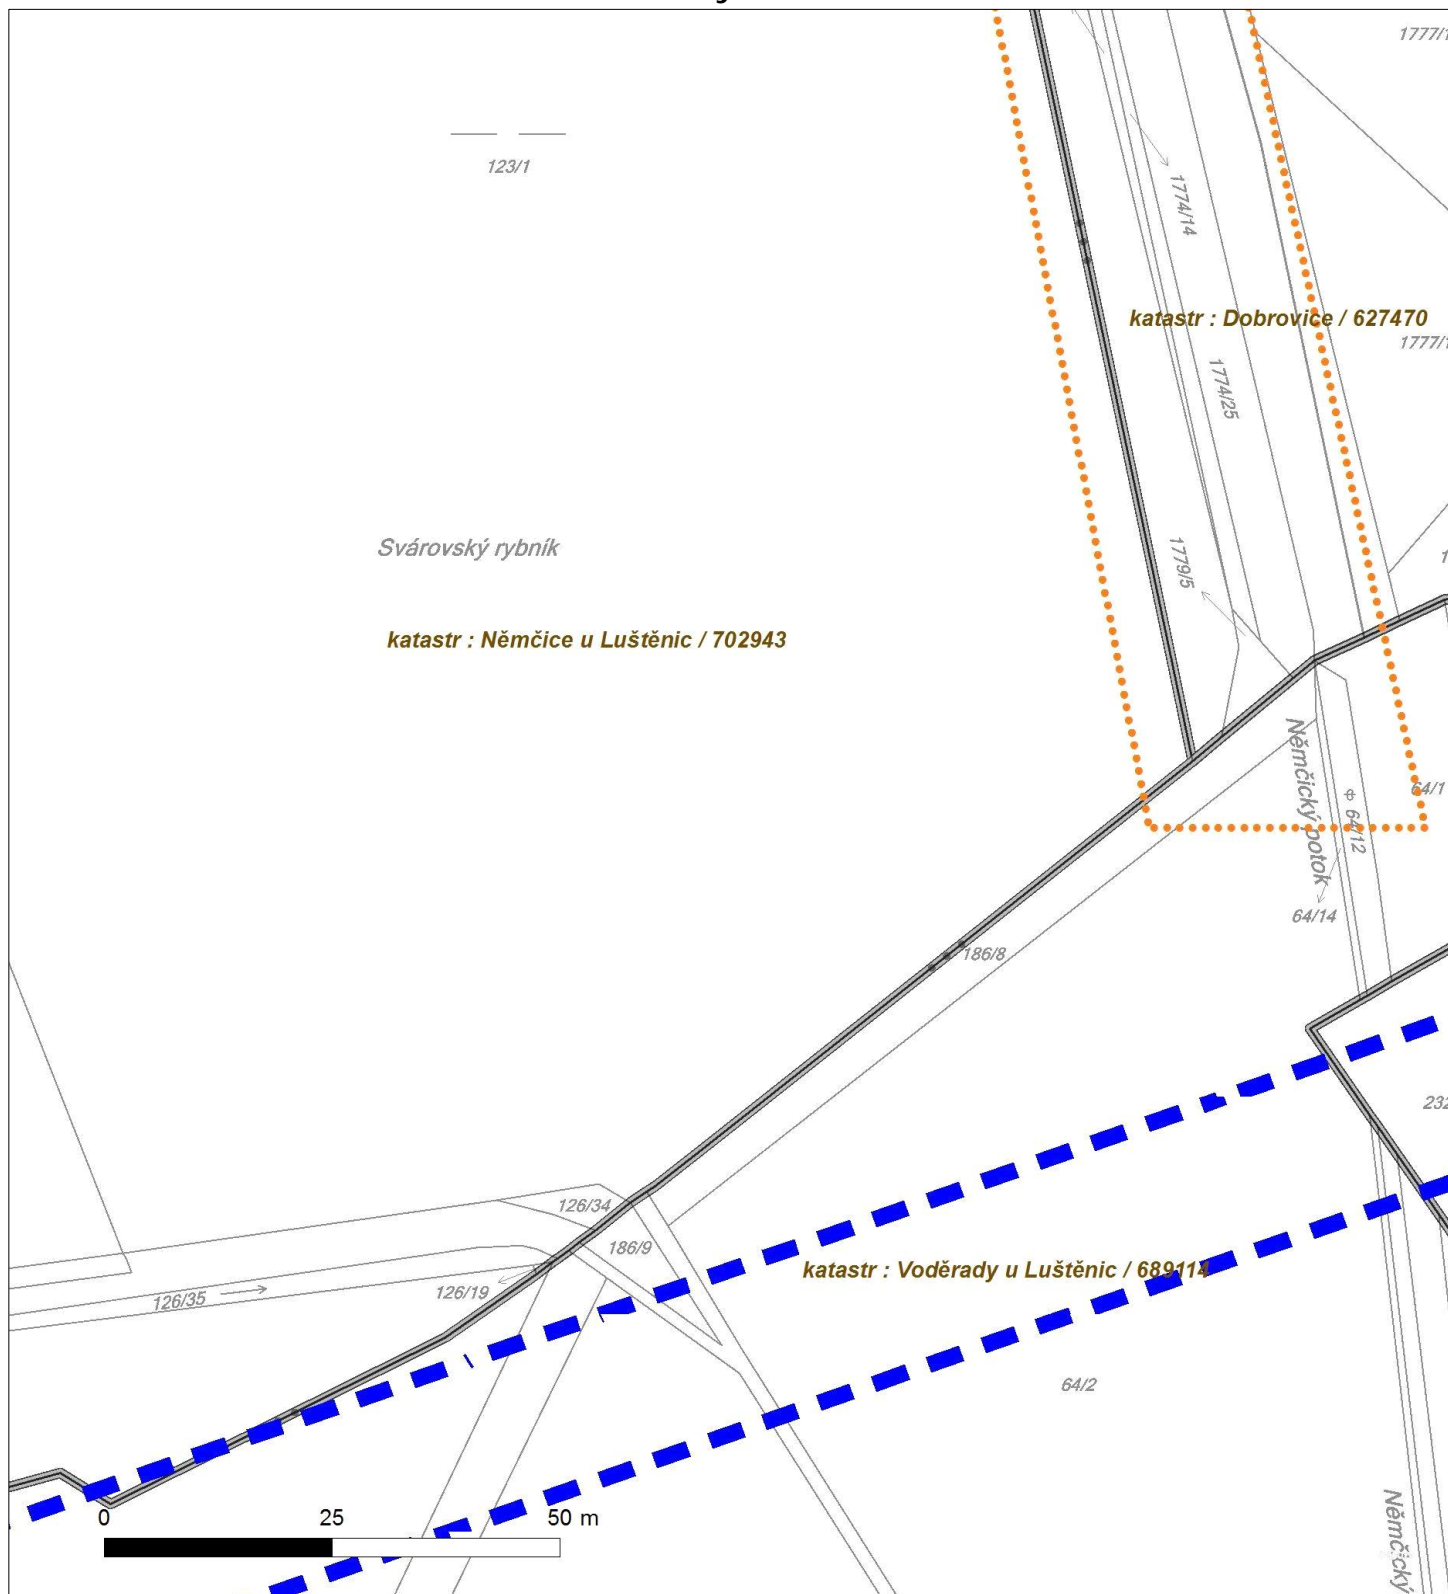 1777/1
123/1
1774/14
katastr : Dobrovice / 627470
1777/1
1774/25
Svárovský rybník
1779/5
katastr : Němčice u Luštěnic / 702943
Němčický potok
64/1
64/12
64/14
186/8
232
126/34
186/9
katastr : Voděrady u Luštěnic / 689114
126/19
126/35
64/2
Němčický
0 25 50 m